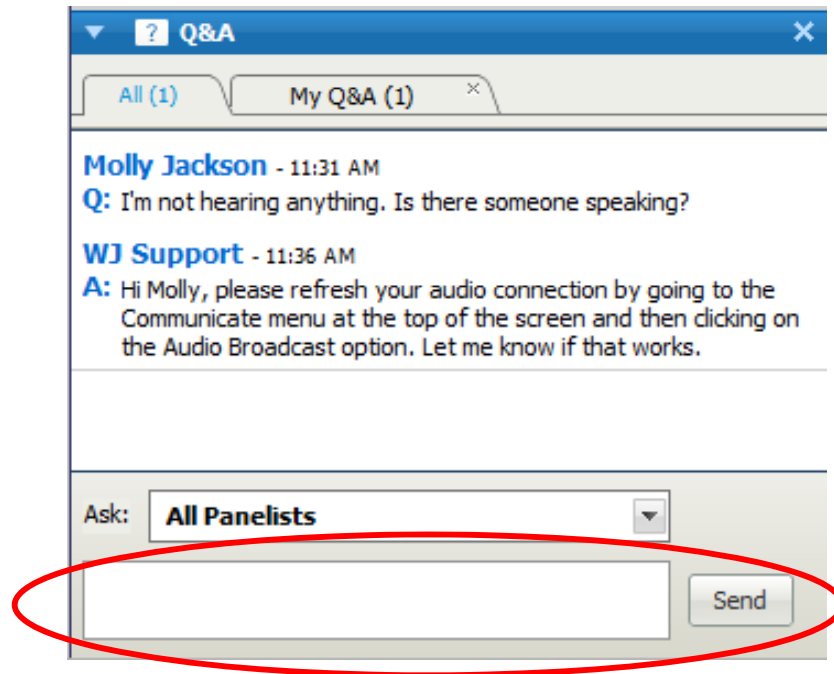 ? Q&A
All (1) My Q&A (1)
Molly Jackson - 11:31 AM
Q: I'm not hearing anything. Is there someone speaking?
WJ Support - 11:36 AM
A: Hi Molly, please refresh your audio connection by going to the
Communicate menu at the top of the screen and then clicking on
the Audio Broadcast option. Let me know if that works.
Ask: All Panelists
Send